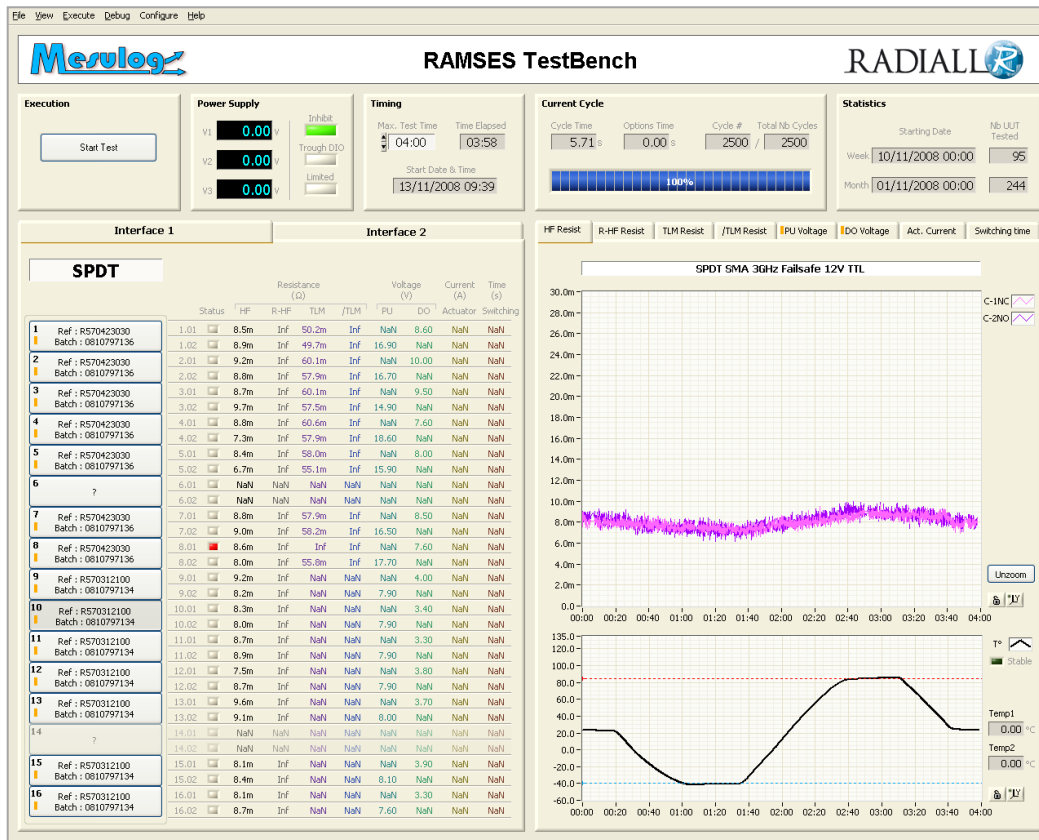 File View Execute Debug Configure Help
Mesulog RAMSES TestBench RADIALL R
Execution
Start Test
Power Supply
V1 0.00 V
V2 0.00 V
V3 0.00 V
Inhibit
Trough DIO
Limited
Timing
Max. Test Time Time Elapsed
04:00 03:58
Start Date & Time
13/11/2008 09:39
Current Cycle
Cycle Time Options Time Cycle # Total Nb Cycles
5.71 s 0.00 s 2500 / 2500
100%
Statistics
Starting Date Nb UUT Tested
Week 10/11/2008 00:00 95
Month 01/11/2008 00:00 244
Interface 1 Interface 2
SPDT
Resistance (Ω) Voltage (V) Current (A) Time (s)
Status HF R-HF TLM /TLM PU DO Actuator Switching
1 Ref : R570423030
Batch : 0810797136
2 Ref : R570423030
Batch : 0810797136
3 Ref : R570423030
Batch : 0810797136
4 Ref : R570423030
Batch : 0810797136
5 Ref : R570423030
Batch : 0810797136
6 ?
7 Ref : R570423030
Batch : 0810797136
8 Ref : R570423030
Batch : 0810797136
9 Ref : R570312100
Batch : 0810797134
10 Ref : R570312100
Batch : 0810797134
11 Ref : R570312100
Batch : 0810797134
12 Ref : R570312100
Batch : 0810797134
13 Ref : R570312100
Batch : 0810797134
14 ?
15 Ref : R570312100
Batch : 0810797134
16 Ref : R570312100
Batch : 0810797134
1.01 8.5m Inf 50.2m Inf NaN 8.60 NaN NaN
1.02 8.9m Inf 49.7m Inf 16.90 NaN NaN NaN
2.01 9.2m Inf 60.1m Inf NaN 10.00 NaN NaN
2.02 8.8m Inf 57.9m Inf 16.70 NaN NaN NaN
3.01 8.7m Inf 60.1m Inf NaN 9.50 NaN NaN
3.02 9.7m Inf 57.5m Inf 14.90 NaN NaN NaN
4.01 8.8m Inf 60.6m Inf NaN 7.60 NaN NaN
4.02 7.3m Inf 57.9m Inf 18.60 NaN NaN NaN
5.01 8.4m Inf 58.0m Inf NaN 8.00 NaN NaN
5.02 6.7m Inf 55.1m Inf 15.90 NaN NaN NaN
6.01 NaN NaN NaN NaN NaN NaN NaN NaN
6.02 NaN NaN NaN NaN NaN NaN NaN NaN
7.01 8.8m Inf 57.9m Inf NaN 8.50 NaN NaN
7.02 9.0m Inf 58.2m Inf 16.50 NaN NaN NaN
8.01 8.6m Inf Inf Inf NaN 7.60 NaN NaN
8.02 8.0m Inf 55.8m Inf 17.70 NaN NaN NaN
9.01 9.2m Inf NaN NaN NaN 4.00 NaN NaN
9.02 8.2m Inf NaN NaN 7.90 NaN NaN NaN
10.01 8.3m Inf NaN NaN NaN 3.40 NaN NaN
10.02 8.0m Inf NaN NaN 7.90 NaN NaN NaN
11.01 8.7m Inf NaN NaN NaN 3.30 NaN NaN
11.02 8.9m Inf NaN NaN 7.90 NaN NaN NaN
12.01 7.5m Inf NaN NaN NaN 3.80 NaN NaN
12.02 8.7m Inf NaN NaN 7.90 NaN NaN NaN
13.01 9.6m Inf NaN NaN NaN 3.70 NaN NaN
13.02 9.1m Inf NaN NaN 8.00 NaN NaN NaN
14.01 NaN NaN NaN NaN NaN NaN NaN NaN
14.02 NaN NaN NaN NaN NaN NaN NaN NaN
15.01 8.1m Inf NaN NaN NaN 3.90 NaN NaN
15.02 8.4m Inf NaN NaN 8.10 NaN NaN NaN
16.01 8.1m Inf NaN NaN NaN 3.30 NaN NaN
16.02 8.7m Inf NaN NaN 7.60 NaN NaN NaN
HF Resist R-HF Resist TLM Resist /TLM Resist PU Voltage DO Voltage Act. Current Switching time
SPDT SMA 3GHz Failsafe 12V TTL
30.0m
28.0m
26.0m
24.0m
22.0m
20.0m
18.0m
16.0m
14.0m
12.0m
10.0m
8.0m
6.0m
4.0m
2.0m
0.0
00:00 00:20 00:40 01:00 01:20 01:40 02:00 02:20 02:40 03:00 03:20 03:40 04:00
C-1NC
C-2NO
Unzoom
135.0
120.0
100.0
80.0
60.0
40.0
20.0
0.0
-20.0
-40.0
-60.0
00:00 00:20 00:40 01:00 01:20 01:40 02:00 02:20 02:40 03:00 03:20 03:40 04:00
T°
Stable
Temp1
0.00 °C
Temp2
0.00 °C